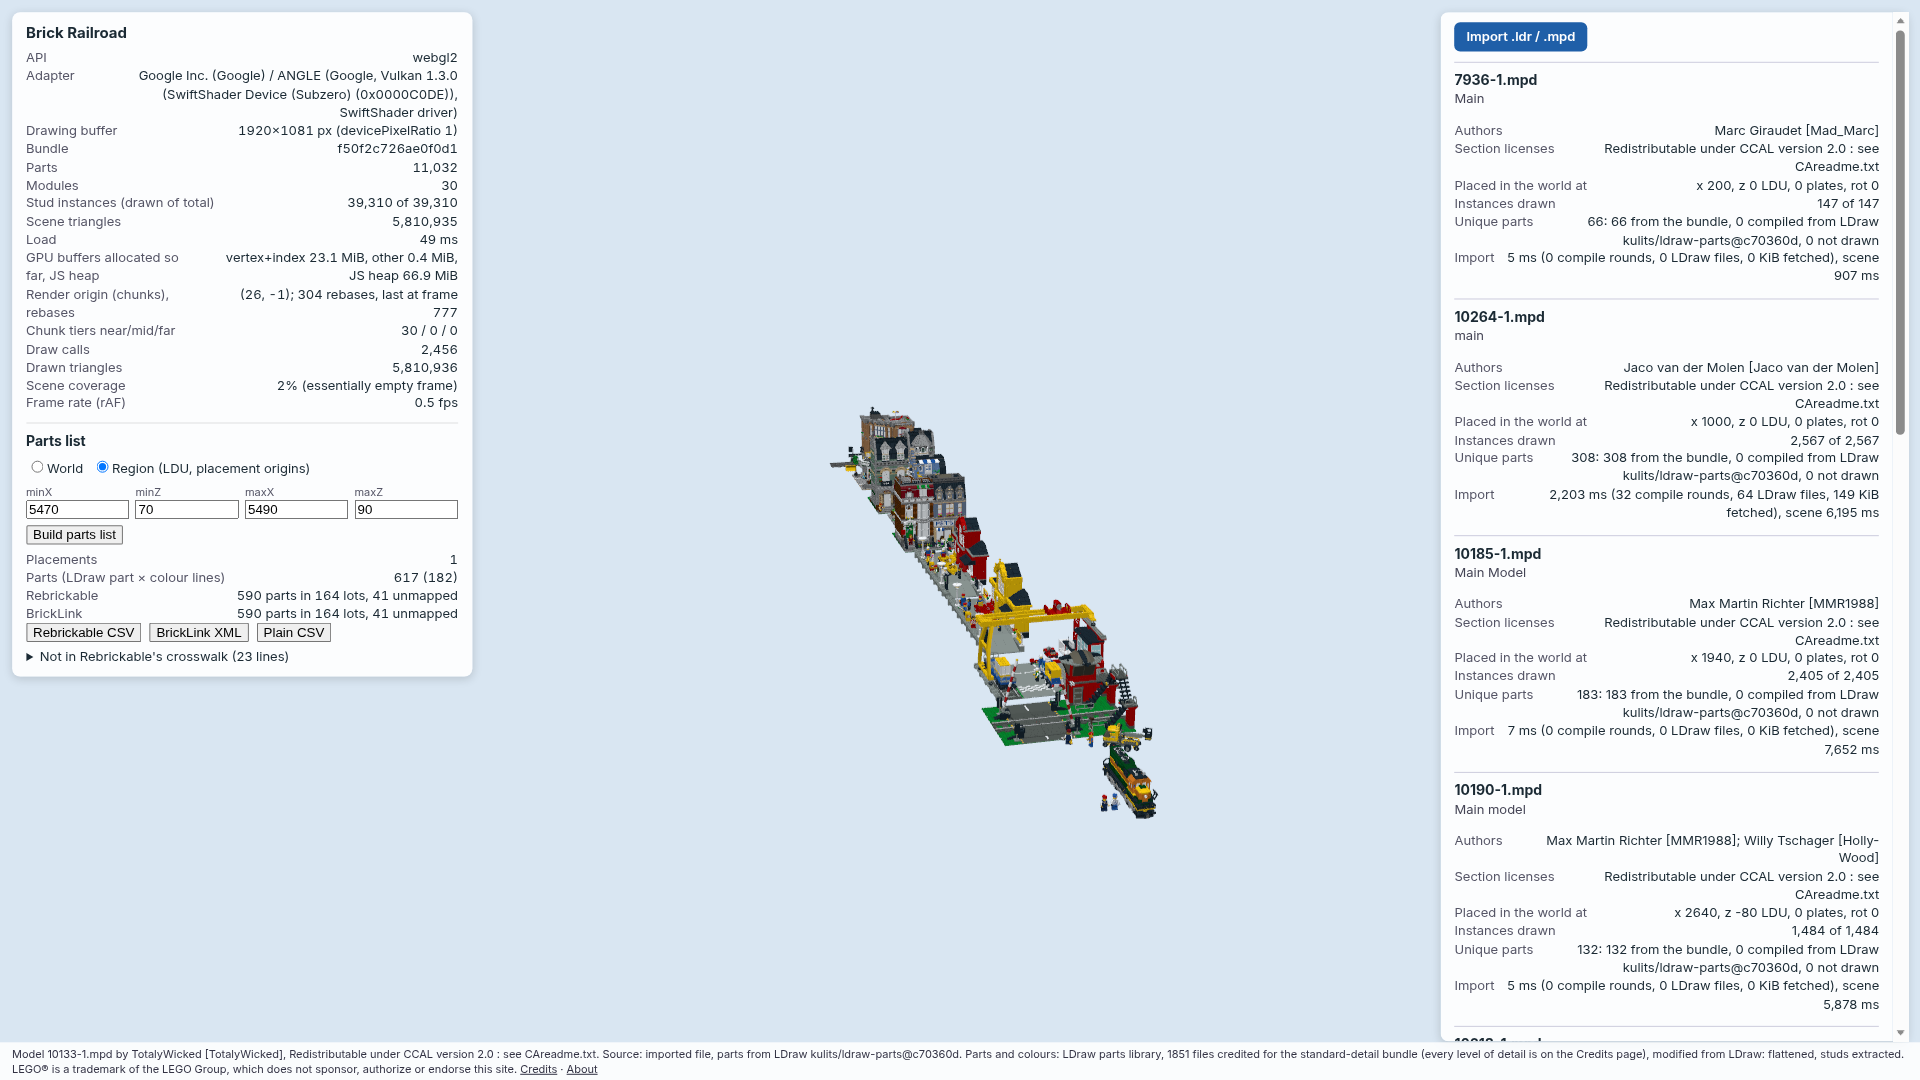 Brick Railroad
API webgl2
Adapter Google Inc. (Google) / ANGLE (Google, Vulkan 1.3.0
(SwiftShader Device (Subzero) (0x0000C0DE)),
SwiftShader driver)
Drawing buffer 1920×1081 px (devicePixelRatio 1)
Bundle f50f2c726ae0f0d1
Parts 11,032
Modules 30
Stud instances (drawn of total) 39,310 of 39,310
Scene triangles 5,810,935
Load 49 ms
GPU buffers allocated so vertex+index 23.1 MiB, other 0.4 MiB,
far, JS heap JS heap 66.9 MiB
Render origin (chunks), (26, -1); 304 rebases, last at frame
rebases 777
Chunk tiers near/mid/far 30 / 0 / 0
Draw calls 2,456
Drawn triangles 5,810,936
Scene coverage 2% (essentially empty frame)
Frame rate (rAF) 0.5 fps
Parts list
World Region (LDU, placement origins)
minX minZ maxX maxZ
5470 70 5490 90
Build parts list
Placements 1
Parts (LDraw part × colour lines) 617 (182)
Rebrickable 590 parts in 164 lots, 41 unmapped
BrickLink 590 parts in 164 lots, 41 unmapped
Rebrickable CSV BrickLink XML Plain CSV
▶ Not in Rebrickable's crosswalk (23 lines)
Import .ldr / .mpd
7936-1.mpd
Main
Authors Marc Giraudet [Mad_Marc]
Section licenses Redistributable under CCAL version 2.0 : see
CAreadme.txt
Placed in the world at x 200, z 0 LDU, 0 plates, rot 0
Instances drawn 147 of 147
Unique parts 66: 66 from the bundle, 0 compiled from LDraw
kulits/ldraw-parts@c70360d, 0 not drawn
Import 5 ms (0 compile rounds, 0 LDraw files, 0 KiB fetched), scene
907 ms
10264-1.mpd
main
Authors Jaco van der Molen [Jaco van der Molen]
Section licenses Redistributable under CCAL version 2.0 : see
CAreadme.txt
Placed in the world at x 1000, z 0 LDU, 0 plates, rot 0
Instances drawn 2,567 of 2,567
Unique parts 308: 308 from the bundle, 0 compiled from LDraw
kulits/ldraw-parts@c70360d, 0 not drawn
Import 2,203 ms (32 compile rounds, 64 LDraw files, 149 KiB
fetched), scene 6,195 ms
10185-1.mpd
Main Model
Authors Max Martin Richter [MMR1988]
Section licenses Redistributable under CCAL version 2.0 : see
CAreadme.txt
Placed in the world at x 1940, z 0 LDU, 0 plates, rot 0
Instances drawn 2,405 of 2,405
Unique parts 183: 183 from the bundle, 0 compiled from LDraw
kulits/ldraw-parts@c70360d, 0 not drawn
Import 7 ms (0 compile rounds, 0 LDraw files, 0 KiB fetched), scene
7,652 ms
10190-1.mpd
Main model
Authors Max Martin Richter [MMR1988]; Willy Tschager [Holly-
Wood]
Section licenses Redistributable under CCAL version 2.0 : see
CAreadme.txt
Placed in the world at x 2640, z -80 LDU, 0 plates, rot 0
Instances drawn 1,484 of 1,484
Unique parts 132: 132 from the bundle, 0 compiled from LDraw
kulits/ldraw-parts@c70360d, 0 not drawn
Import 5 ms (0 compile rounds, 0 LDraw files, 0 KiB fetched), scene
5,878 ms
Model 10133-1.mpd by TotalyWicked [TotalyWicked], Redistributable under CCAL version 2.0 : see CAreadme.txt. Source: imported file, parts from LDraw kulits/ldraw-parts@c70360d. Parts and colours: LDraw parts library, 1851 files credited for the standard-detail bundle (every level of detail is on the Credits page), modified from LDraw: flattened, studs extracted.
LEGO® is a trademark of the LEGO Group, which does not sponsor, authorize or endorse this site. Credits · About